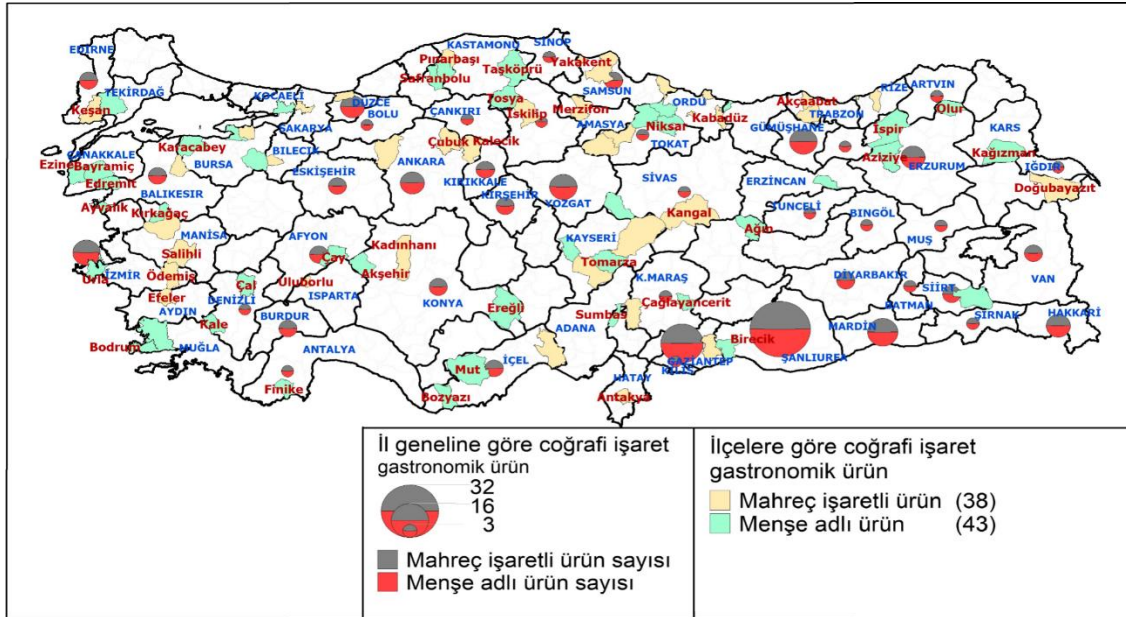 EDİRNE
KASTAMONU
SİNOP
Pınarbaşı
Yakakent
Taşköprü
Safranbolu
SAMSUN
ARTVIN
RİZE
TEKİRDAĞ
KOCAELİ
Keşan
DÜZCE
BOLU
Tosya
ÇANKIRI
İskilip
Merzifon
ORDU
Akçaabat
TRABZON
Olur
KARS
SAKARYA
AMASYA
Niksar
Kabadüz
GÜMÜŞHANE
İspir
Karacabey
Çubuk
Kalecik
TOKAT
Kağızman
ÇANAKKALE
Ezine
Bayramiç
BURSA
BİLECİK
ANKARA
Aziziye
ERZURUM
IĞDIR
Edremit
BALIKESİR
ESKİŞEHİR
KIRIKKALE
KIRŞEHİR
YOZGAT
SİVAS
ERZİNCAN
Doğubayazıt
Ayvalık
Kırkağaç
Kangal
TUNCELİ
BİNGÖL
MUŞ
MANİSA
AFYON
Kadınhanı
KAYSERİ
Ağın
Salihli
Çay
Akşehir
Tomarza
VAN
Urla
İZMİR
Ödemiş
Uluborlu
K.MARAŞ
DİYARBAKIR
SİİRT
BATMAN
Çal
DENİZLİ
ISPARTA
KONYA
Ereğli
Çağlayancerit
Efeler
AYDIN
Kale
BURDUR
ADANA
Sumbas
MARDİN
ŞIRNAK
HAKKARİ
Bodrum
MUĞLA
ANTALYA
Birecik
GAZİANTEP
ŞANLIURFA
KİLİS
Mut
İÇEL
HATAY
Finike
Bozyazı
Antakya
İl geneline göre coğrafi işaret
gastronomik ürün
32
16
3
Mahreç işaretli ürün sayısı
Menşe adlı ürün sayısı
İlçelere göre coğrafi işaret
gastronomik ürün
Mahreç işaretli ürün (38)
Menşe adlı ürün (43)